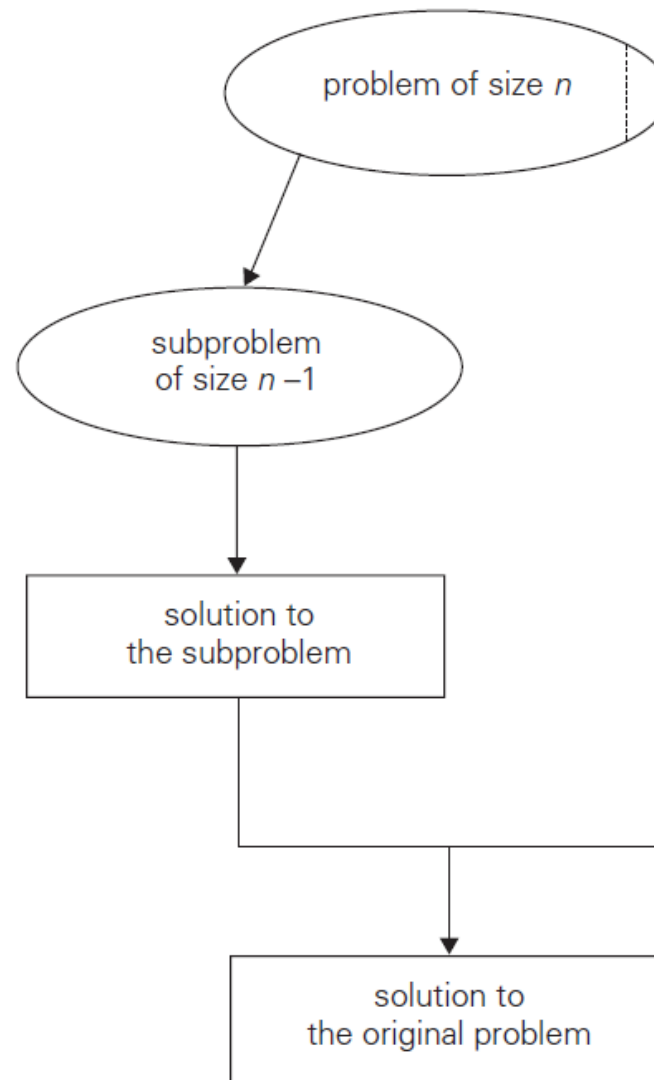 problem of size n
subproblem
of size n –1
solution to
the subproblem
solution to
the original problem